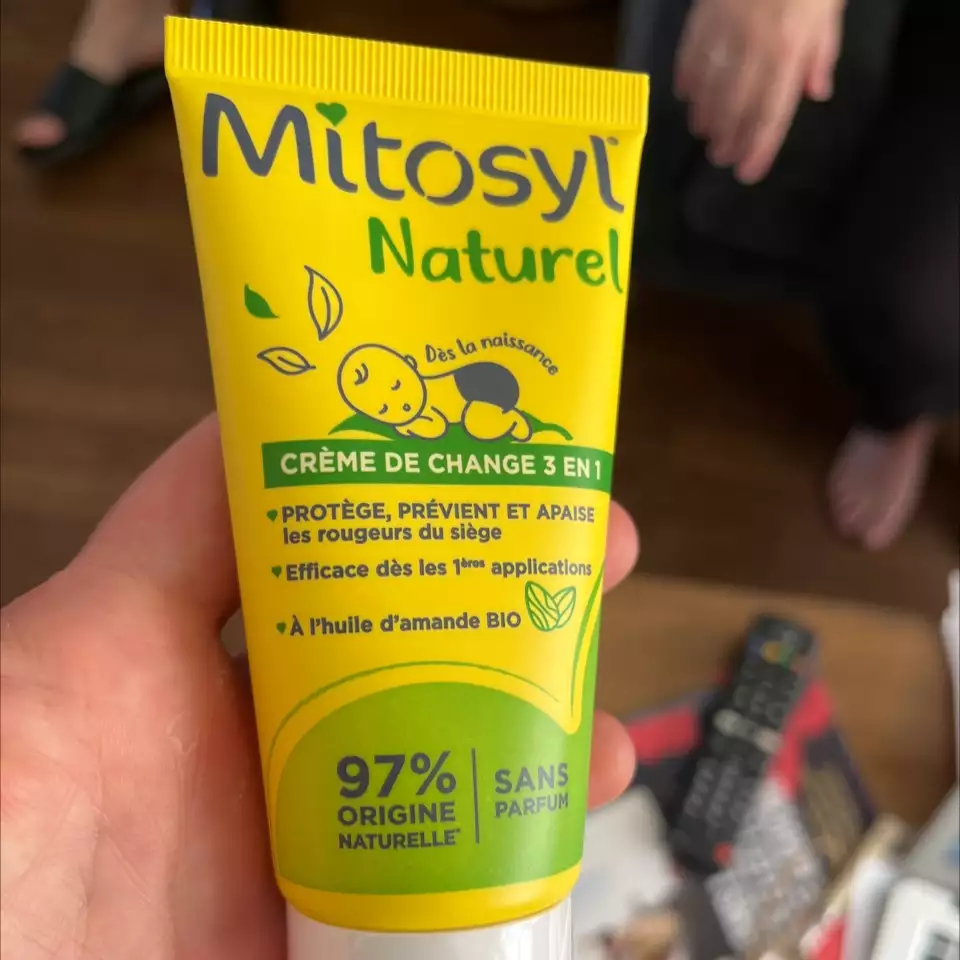 Mitosyl
Naturel
Dès la naissance
CRÈME DE CHANGE 3 EN 1
PROTÈGE, PRÉVIENT ET APAISE
les rougeurs du siège
Efficace dès les 1ères applications
À l'huile d'amande BIO
97%
ORIGINE
NATURELLE*
SANS
PARFUM